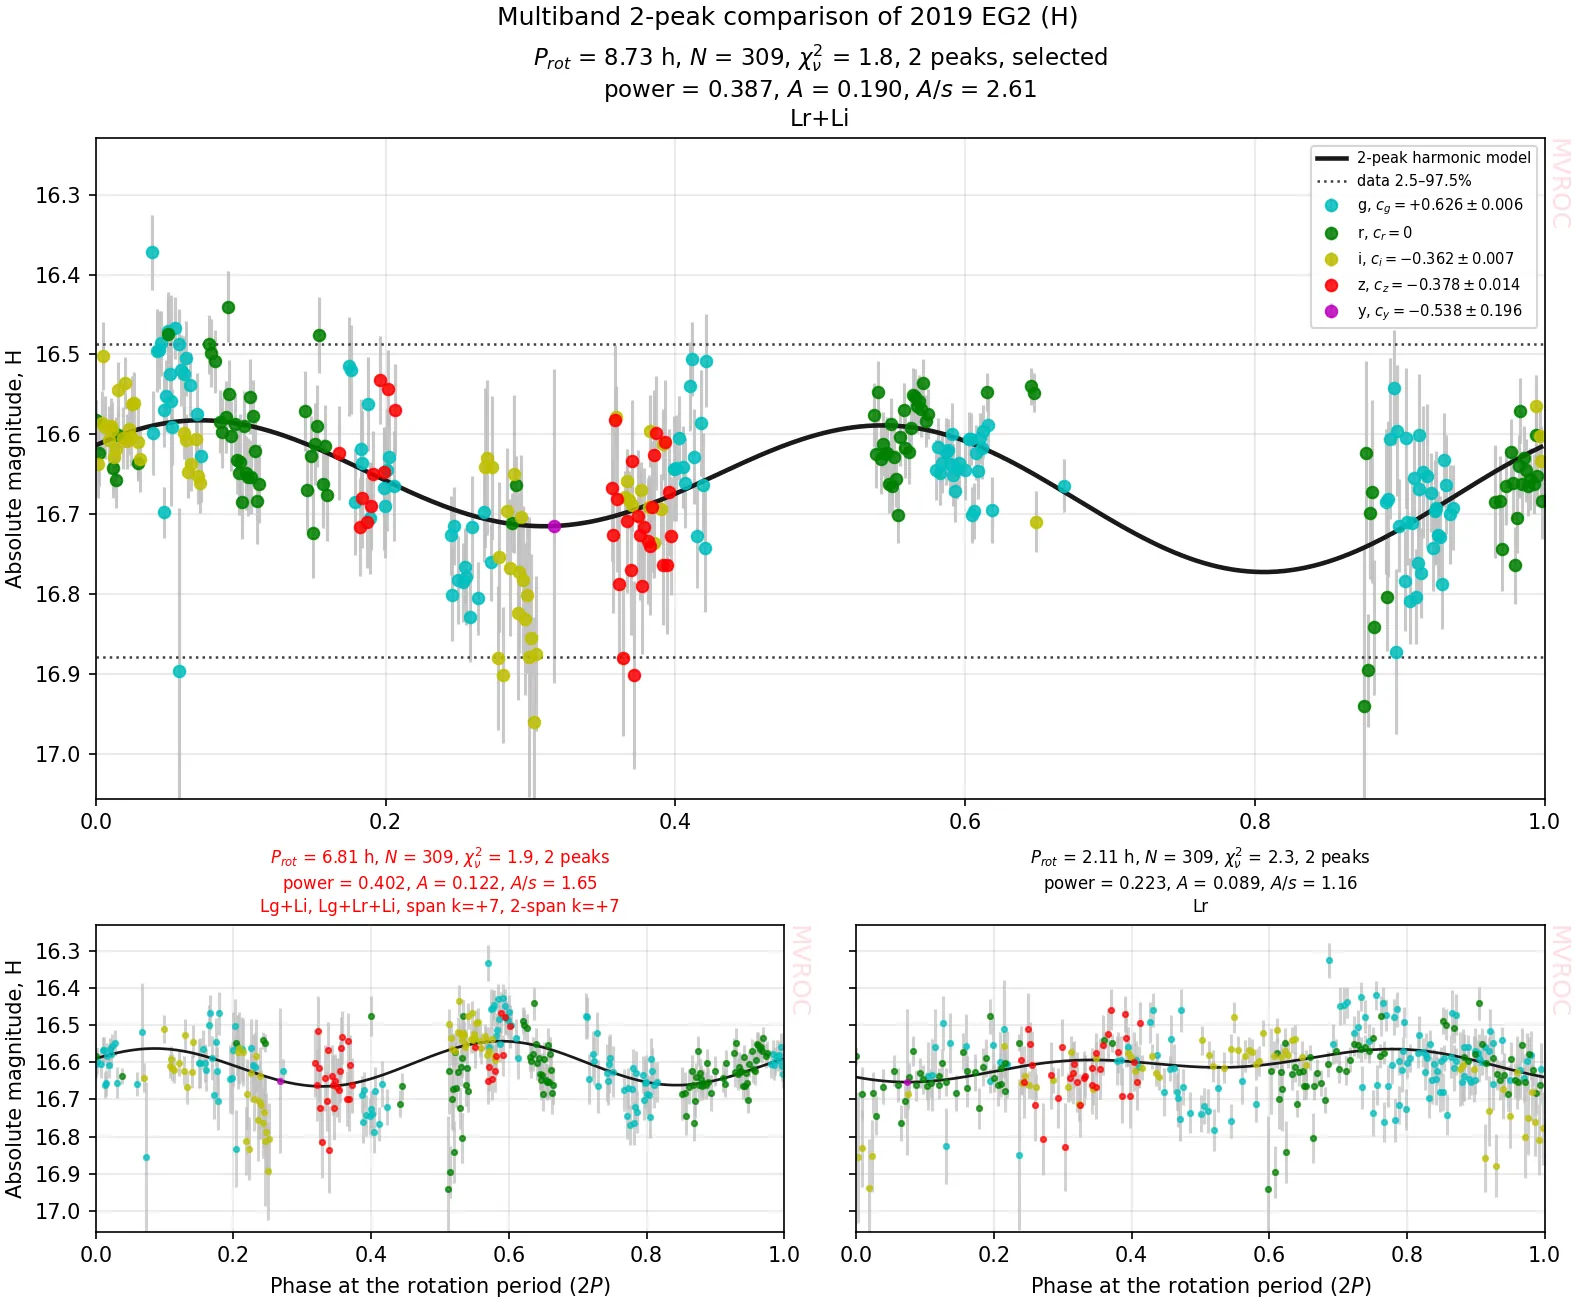 Multiband 2-peak comparison of 2019 EG2 (H)
P_rot = 8.73 h, N = 309, χ²_ν = 1.8, 2 peaks, selected
power = 0.387, A = 0.190, A/s = 2.61
Lr+Li
MVROC
2-peak harmonic model
data 2.5–97.5%
g, c_g = +0.626 ± 0.006
r, c_r = 0
i, c_i = −0.362 ± 0.007
z, c_z = −0.378 ± 0.014
y, c_y = −0.538 ± 0.196
Absolute magnitude, H
16.3
16.4
16.5
16.6
16.7
16.8
16.9
17.0
0.0 0.2 0.4 0.6 0.8 1.0
P_rot = 6.81 h, N = 309, χ²_ν = 1.9, 2 peaks
power = 0.402, A = 0.122, A/s = 1.65
Lg+Li, Lg+Lr+Li, span k=+7, 2-span k=+7
MVROC
Absolute magnitude, H
16.3
16.4
16.5
16.6
16.7
16.8
16.9
17.0
0.0 0.2 0.4 0.6 0.8 1.0
Phase at the rotation period (2P)
P_rot = 2.11 h, N = 309, χ²_ν = 2.3, 2 peaks
power = 0.223, A = 0.089, A/s = 1.16
Lr
MVROC
0.0 0.2 0.4 0.6 0.8 1.0
Phase at the rotation period (2P)